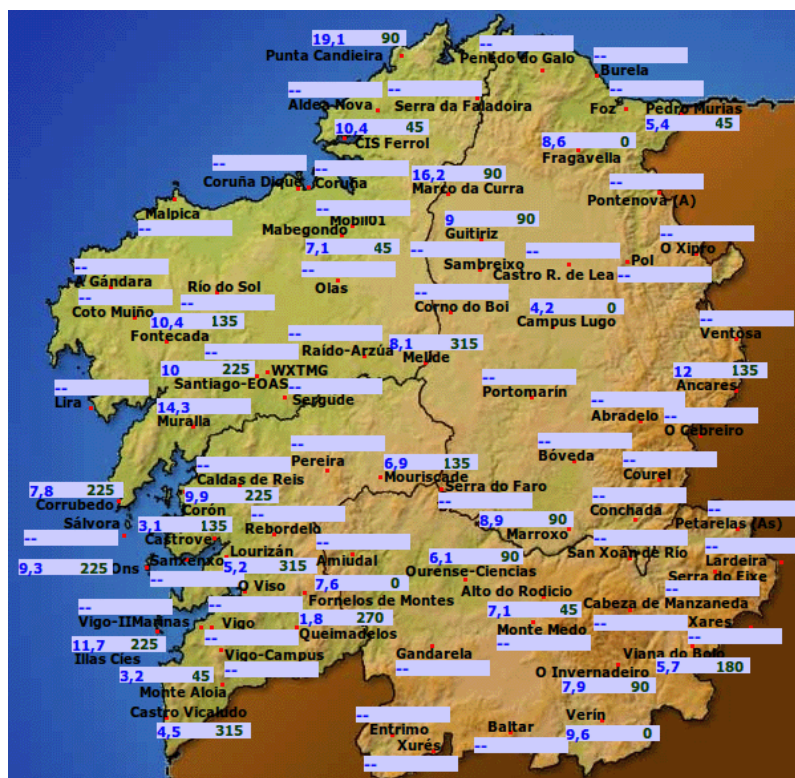 19,1 90
Punta Candieira
--
Penedo do Galo
--
Burela
--
Aldea Nova
--
Serra da Faladoira
--
Foz
Pedro Murias
5,4 45
10,4 45
CIS Ferrol
8,6 0
Fragavella
--
Coruña Dique
--
Coruña
16,2 90
Marco da Curra
--
Pontenova (A)
Malpica
--
--
Mobil01
Mabegondo
7,1 45
9 90
Guitiriz
--
Sambreixo
--
Castro R. de Lea
Pol
--
--
O Xipro
--
A Gándara
--
Coto Muiño
Río do Sol
--
--
Olas
--
Corno do Boi
4,2 0
Campus Lugo
--
Ventosa
10,4 135
Fontecada
--
WXTMG
--
Raído-Arzúa
8,1 315
Melide
10 225
Santiago-EOAS
--
Sergude
12 135
Ancares
--
Lira
14,3
Muralla
--
Portomarín
--
Abradelo
--
O Cebreiro
--
Pereira
--
Caldas de Reis
6,9 135
Mouriscade
--
Bóveda
--
Courel
7,8 225
Corrubedo
9,9 225
Corón
Serra do Faro
--
--
Conchada
--
Petarelas (As)
Sálvora
--
3,1 135
Castrove
--
Rebordelo
8,9 90
Marroxo
--
San Xoán de Río
--
Lardeira
9,3 225
Ons
Sanxenxo
--
Lourizán
5,2 315
O Viso
--
Amiudal
6,1 90
Ourense-Ciencias
Serra do Eixe
--
7,6 0
Fornelos de Montes
Alto do Rodicio
--
Cabeza de Manzaneda
--
--
Vigo-II
Mariñas
--
Vigo
1,8 270
Queimadelos
7,1 45
Monte Medo
Xares
--
11,7 225
Illas Cíes
--
Vigo-Campus
Gandarela
--
Viana do Bolo
5,7 180
3,2 45
Monte Aloia
--
O Invernadeiro
7,9 90
Castro Vicaludo
4,5 315
--
Entrimo
Xurés
--
Baltar
--
Verín
9,6 0